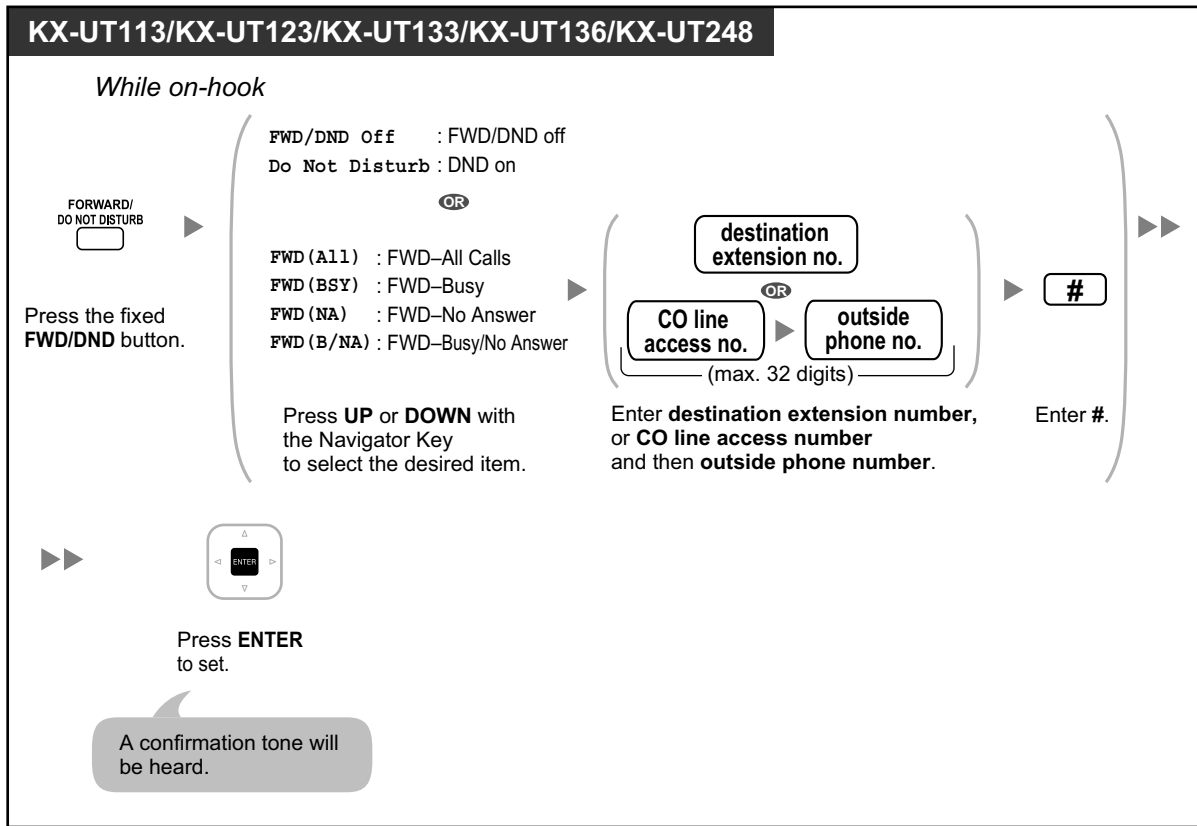 KX-UT113/KX-UT123/KX-UT133/KX-UT136/KX-UT248
While on-hook
FORWARD/
DO NOT DISTURB
Press the fixed
FWD/DND button.
FWD/DND Off : FWD/DND off
Do Not Disturb : DND on
OR
FWD(All) : FWD–All Calls
FWD(BSY) : FWD–Busy
FWD(NA) : FWD–No Answer
FWD(B/NA) : FWD–Busy/No Answer
Press UP or DOWN with
the Navigator Key
to select the desired item.
destination
extension no.
OR
CO line
access no.
outside
phone no.
(max. 32 digits)
Enter destination extension number,
or CO line access number
and then outside phone number.
#
Enter #.
ENTER
Press ENTER
to set.
A confirmation tone will
be heard.